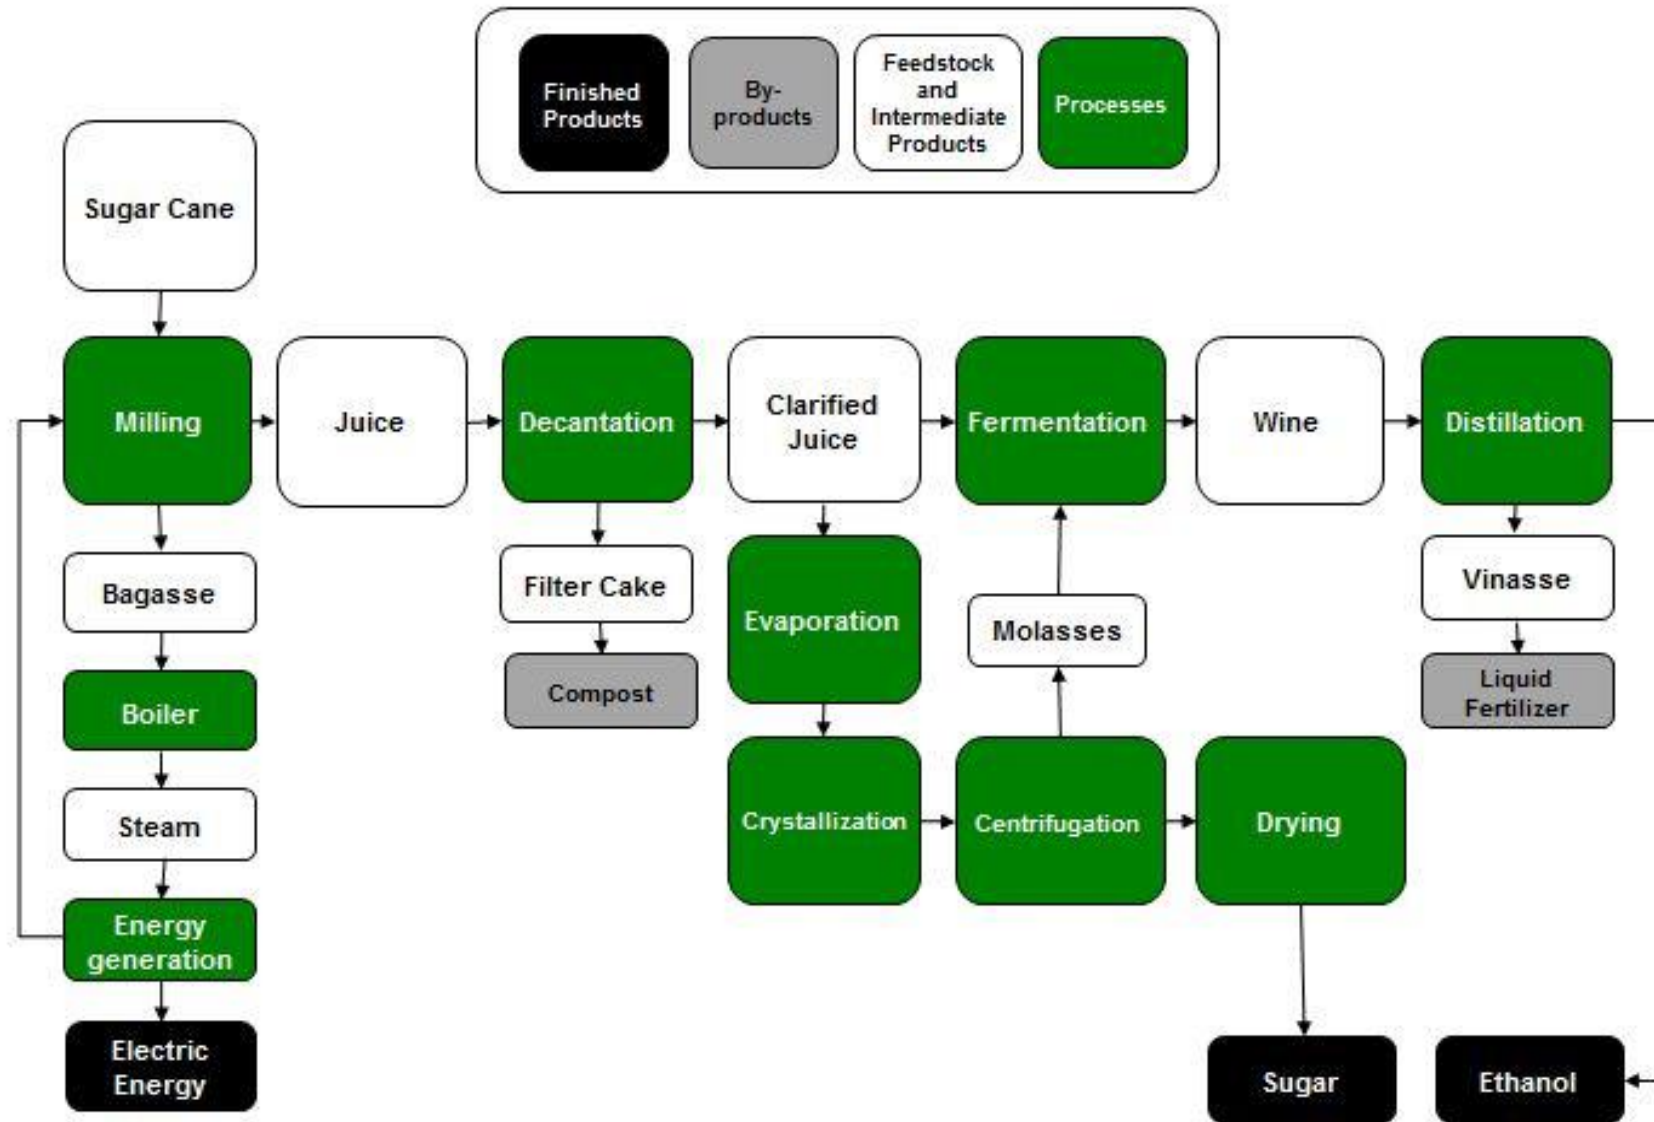 Finished
Products
By-
products
Feedstock
and
Intermediate
Products
Processes
Sugar Cane
Milling
Juice
Decantation
Clarified
Juice
Fermentation
Wine
Distillation
Bagasse
Filter Cake
Evaporation
Molasses
Vinasse
Boiler
Compost
Liquid
Fertilizer
Steam
Crystallization
Centrifugation
Drying
Energy
generation
Electric
Energy
Sugar
Ethanol